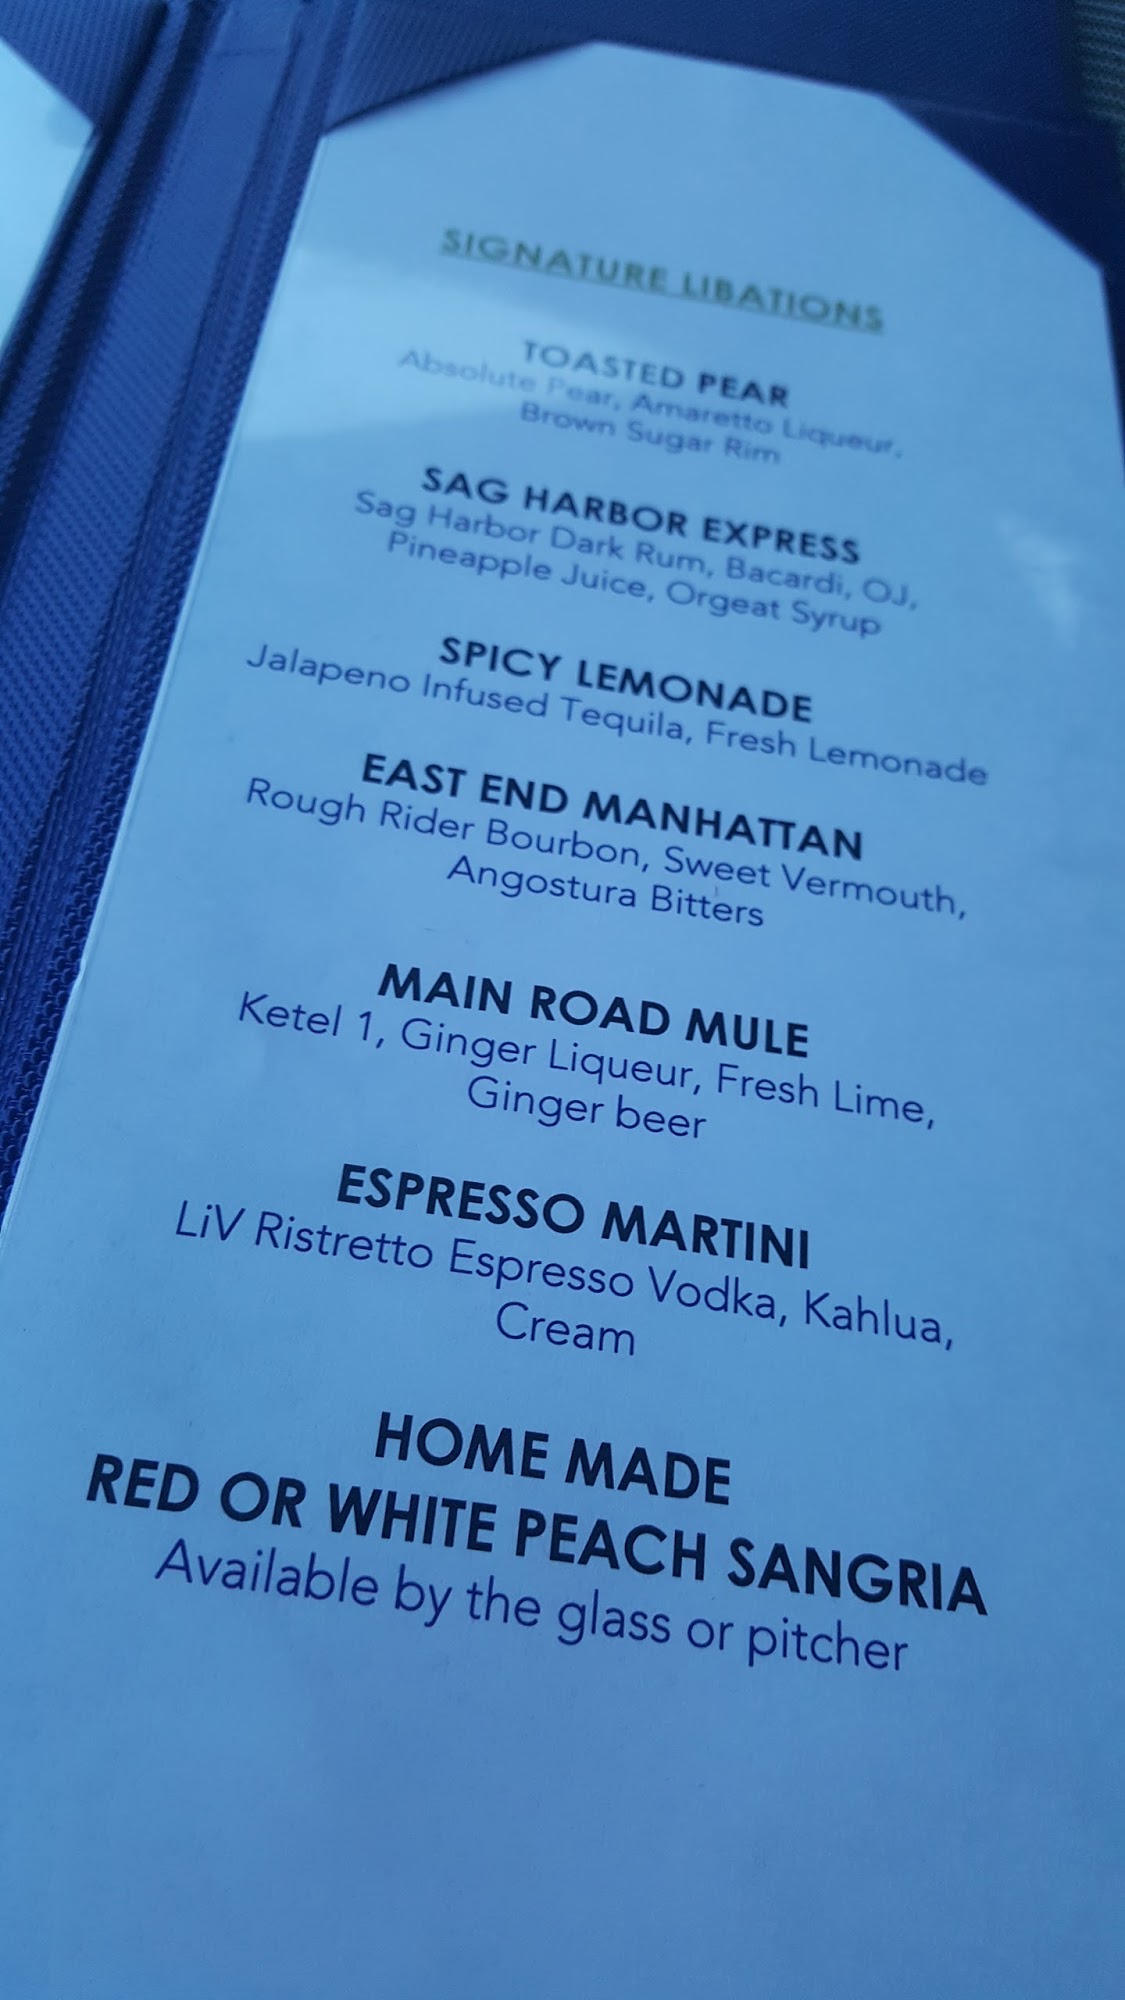 SIGNATURE LIBATIONS
TOASTED PEAR
Absolute Pear, Amaretto Liqueur,
Brown Sugar Rim
SAG HARBOR EXPRESS
Sag Harbor Dark Rum, Bacardi, OJ,
Pineapple Juice, Orgeat Syrup
SPICY LEMONADE
Jalapeno Infused Tequila, Fresh Lemonade
EAST END MANHATTAN
Rough Rider Bourbon, Sweet Vermouth,
Angostura Bitters
MAIN ROAD MULE
Ketel 1, Ginger Liqueur, Fresh Lime,
Ginger beer
ESPRESSO MARTINI
LiV Ristretto Espresso Vodka, Kahlua,
Cream
HOME MADE
RED OR WHITE PEACH SANGRIA
Available by the glass or pitcher